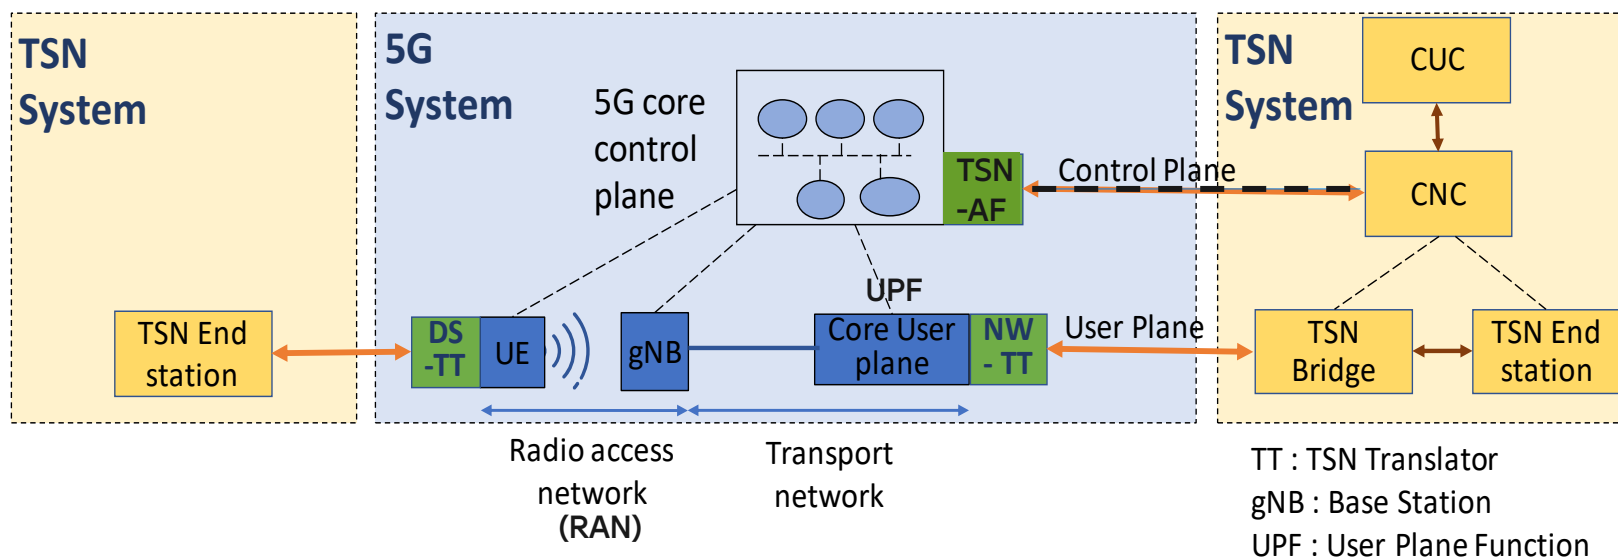 TSN
System
5G
System
TSN
System
5G core
control
plane
TSN
-AF
Control Plane
CUC
CNC
UPF
TSN End
station
DS
-TT
UE
gNB
Core User
plane
NW
- TT
User Plane
TSN
Bridge
TSN End
station
Radio access
network
(RAN)
Transport
network
TT : TSN Translator
gNB : Base Station
UPF : User Plane Function